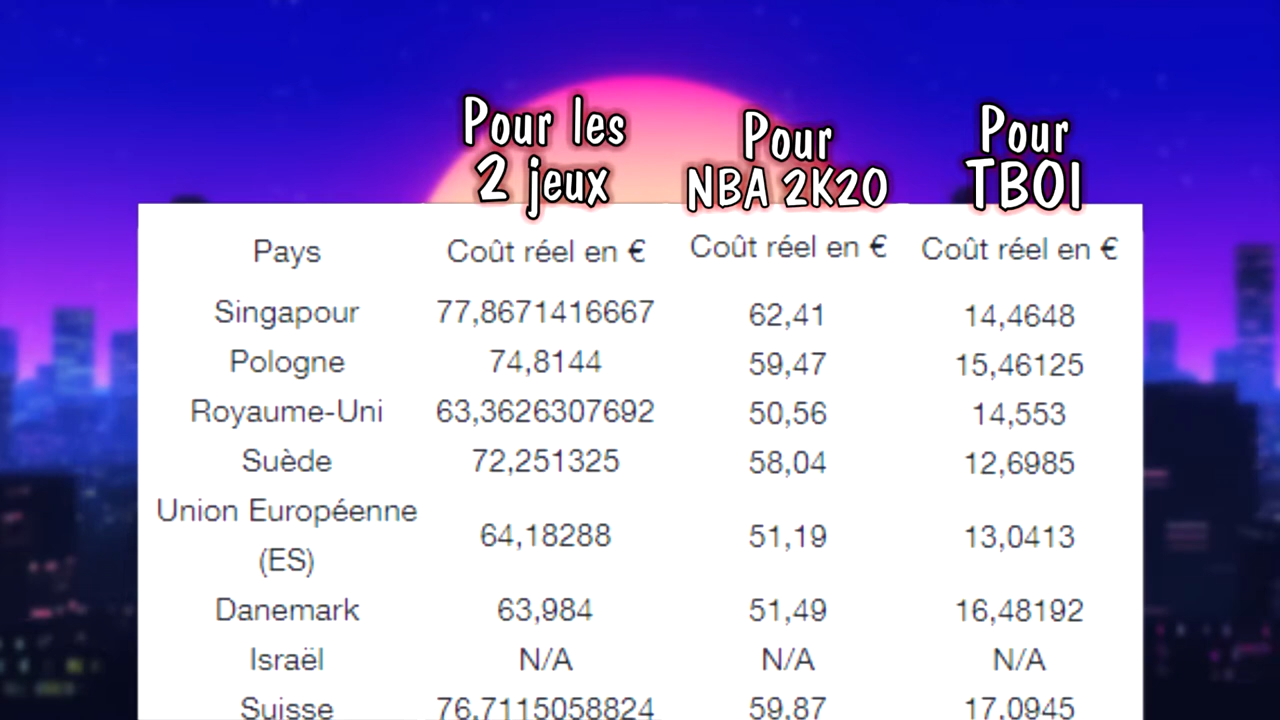 Pour les
2 jeux
Pour
NBA 2K20
Pour
TBOI
Pays Coût réel en € Coût réel en € Coût réel en €
Singapour 77,8671416667 62,41 14,4648
Pologne 74,8144 59,47 15,46125
Royaume-Uni 63,3626307692 50,56 14,553
Suède 72,251325 58,04 12,6985
Union Européenne
(ES) 64,18288 51,19 13,0413
Danemark 63,984 51,49 16,48192
Israël N/A N/A N/A
Suisse 76,7115058824 59,87 17,0945